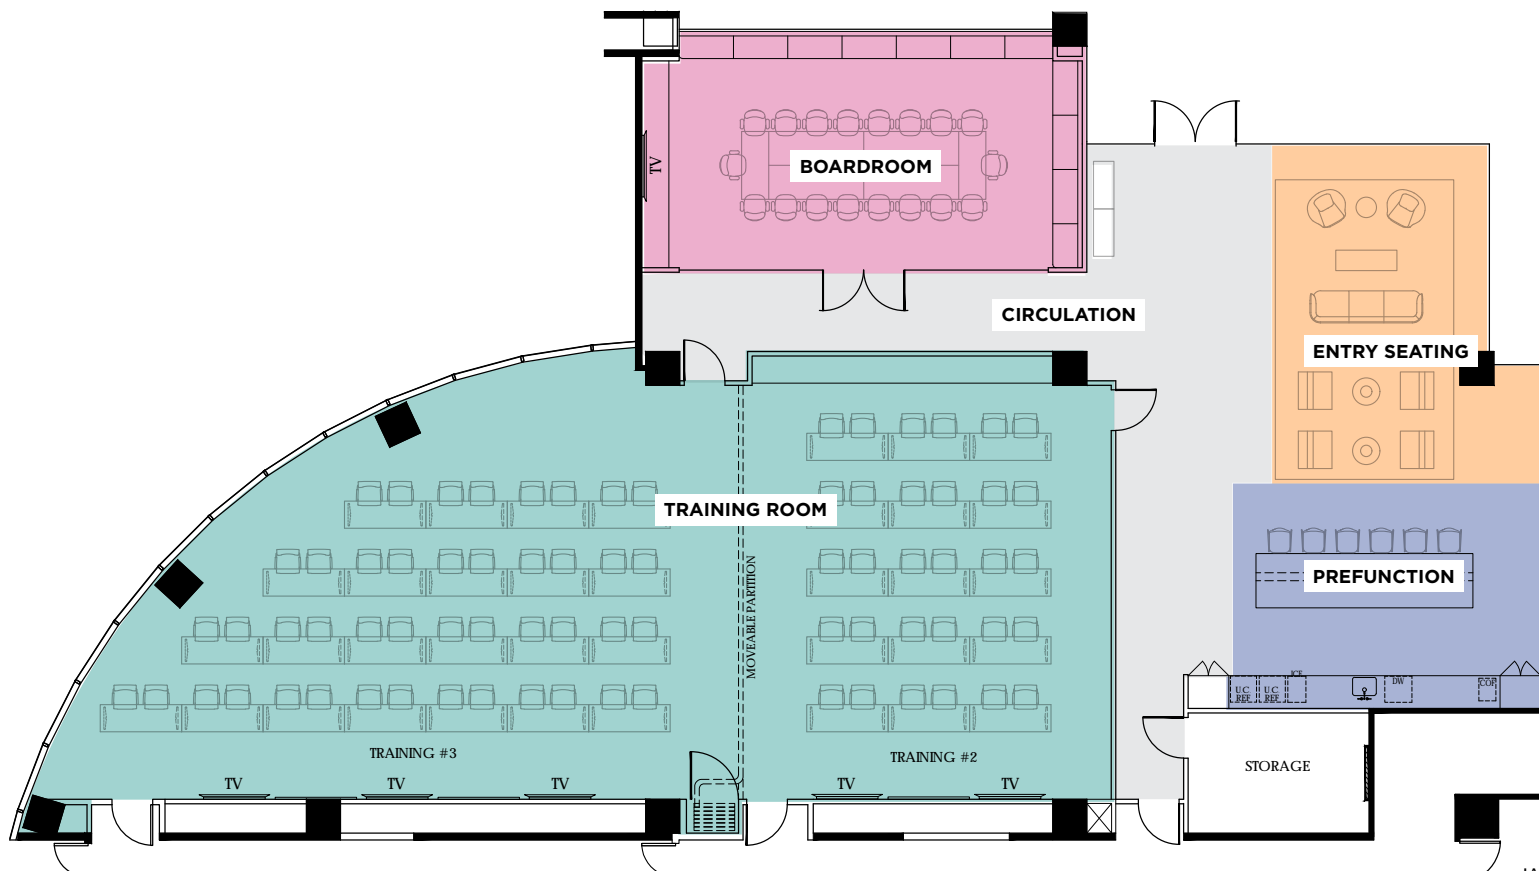 TV
BOARDROOM
CIRCULATION
ENTRY SEATING
TRAINING ROOM
MOVEABLE PARTITION
PREFUNCTION
U.C.
REF.
U.C.
REF.
ICE
DW
COF
TRAINING #3
TRAINING #2
STORAGE
TV
TV
TV
TV
TV